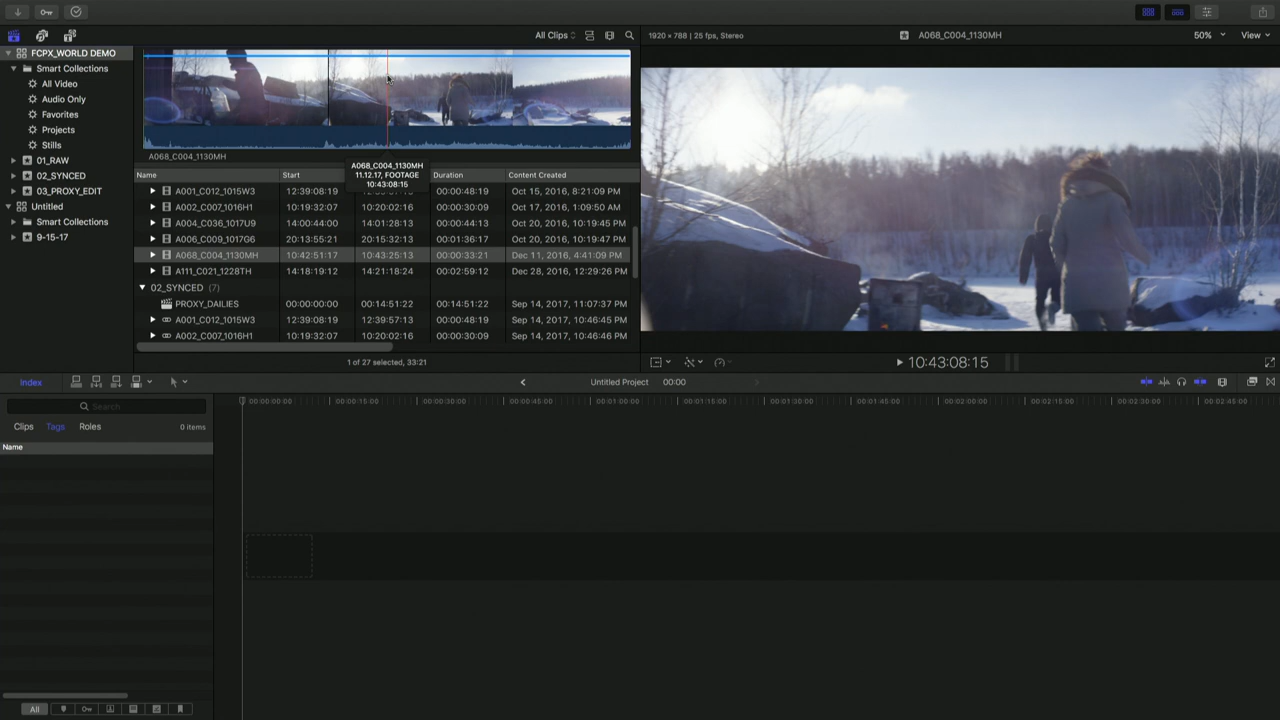 All Clips
1920 × 788 | 25 fps, Stereo
A068_C004_1130MH
50%
View
FCPX_WORLD DEMO
Smart Collections
All Video
Audio Only
Favorites
Projects
Stills
01_RAW
02_SYNCED
03_PROXY_EDIT
Untitled
Smart Collections
9-15-17
A068_C004_1130MH
A068_C004_1130MH
11.12.17, FOOTAGE
10:43:08:15
Name Start Duration Content Created
A001_C012_1015W3 12:39:08:19 00:00:48:19 Oct 15, 2016, 8:21:09 PM
A002_C007_1016H1 10:19:32:07 10:20:02:16 00:00:30:09 Oct 17, 2016, 1:09:50 AM
A004_C036_1017U9 14:00:44:00 14:01:28:13 00:00:44:13 Oct 20, 2016, 10:19:45 PM
A006_C009_1017G6 20:13:55:21 20:15:32:13 00:01:36:17 Oct 20, 2016, 10:19:47 PM
A068_C004_1130MH 10:42:51:17 10:43:25:13 00:00:33:21 Dec 11, 2016, 4:41:09 PM
A111_C021_1228TH 14:18:19:12 14:21:18:24 00:02:59:12 Dec 28, 2016, 12:29:26 PM
02_SYNCED (7)
PROXY_DAILIES 00:00:00:00 00:14:51:22 00:14:51:22 Sep 14, 2017, 11:07:37 PM
A001_C012_1015W3 12:39:08:19 12:39:57:13 00:00:48:19 Sep 14, 2017, 10:46:45 PM
A002_C007_1016H1 10:19:32:07 10:20:02:16 00:00:30:09 Sep 14, 2017, 10:46:46 PM
1 of 27 selected, 33:21
10:43:08:15
Index
Untitled Project 00:00
Search
00:00:00:00 00:00:15:00 00:00:30:00 00:00:45:00 00:01:00:00 00:01:15:00 00:01:30:00 00:01:45:00 00:02:00:00 00:02:15:00 00:02:30:00 00:02:45:00
Clips Tags Roles 0 items
Name
All